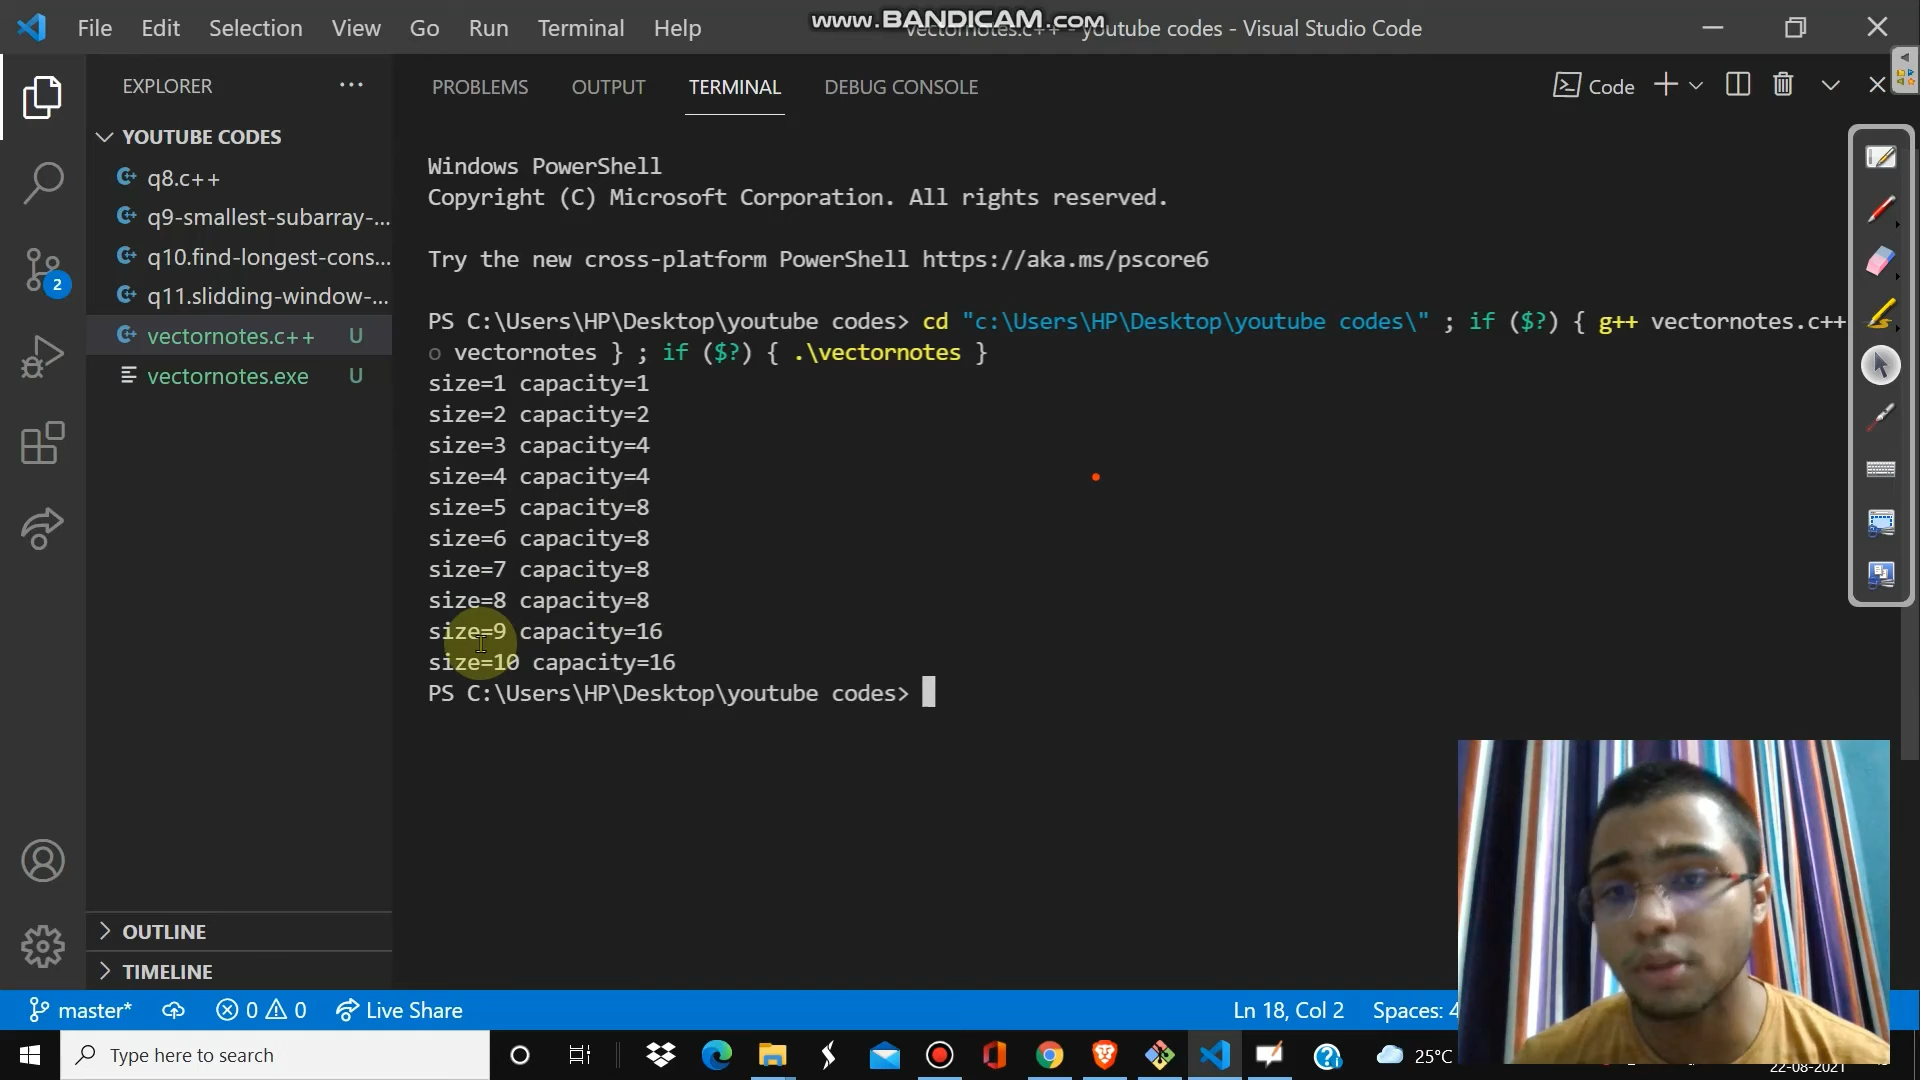 www.BANDICAM.com
File Edit Selection View Go Run Terminal Help
youtube codes - Visual Studio Code
EXPLORER
PROBLEMS OUTPUT TERMINAL DEBUG CONSOLE
Code
YOUTUBE CODES
q8.c++
q9-smallest-subarray-...
q10.find-longest-cons...
q11.slidding-window-...
vectornotes.c++ U
vectornotes.exe U
2
Windows PowerShell
Copyright (C) Microsoft Corporation. All rights reserved.
Try the new cross-platform PowerShell https://aka.ms/pscore6
PS C:\Users\HP\Desktop\youtube codes> cd "c:\Users\HP\Desktop\youtube codes\" ; if ($?) { g++ vectornotes.c++
o vectornotes } ; if ($?) { .\vectornotes }
size=1 capacity=1
size=2 capacity=2
size=3 capacity=4
size=4 capacity=4
size=5 capacity=8
size=6 capacity=8
size=7 capacity=8
size=8 capacity=8
size=9 capacity=16
size=10 capacity=16
PS C:\Users\HP\Desktop\youtube codes>
OUTLINE
TIMELINE
master* 0 0 Live Share
Ln 18, Col 2 Spaces: 4
Type here to search
25°C
22-08-2021